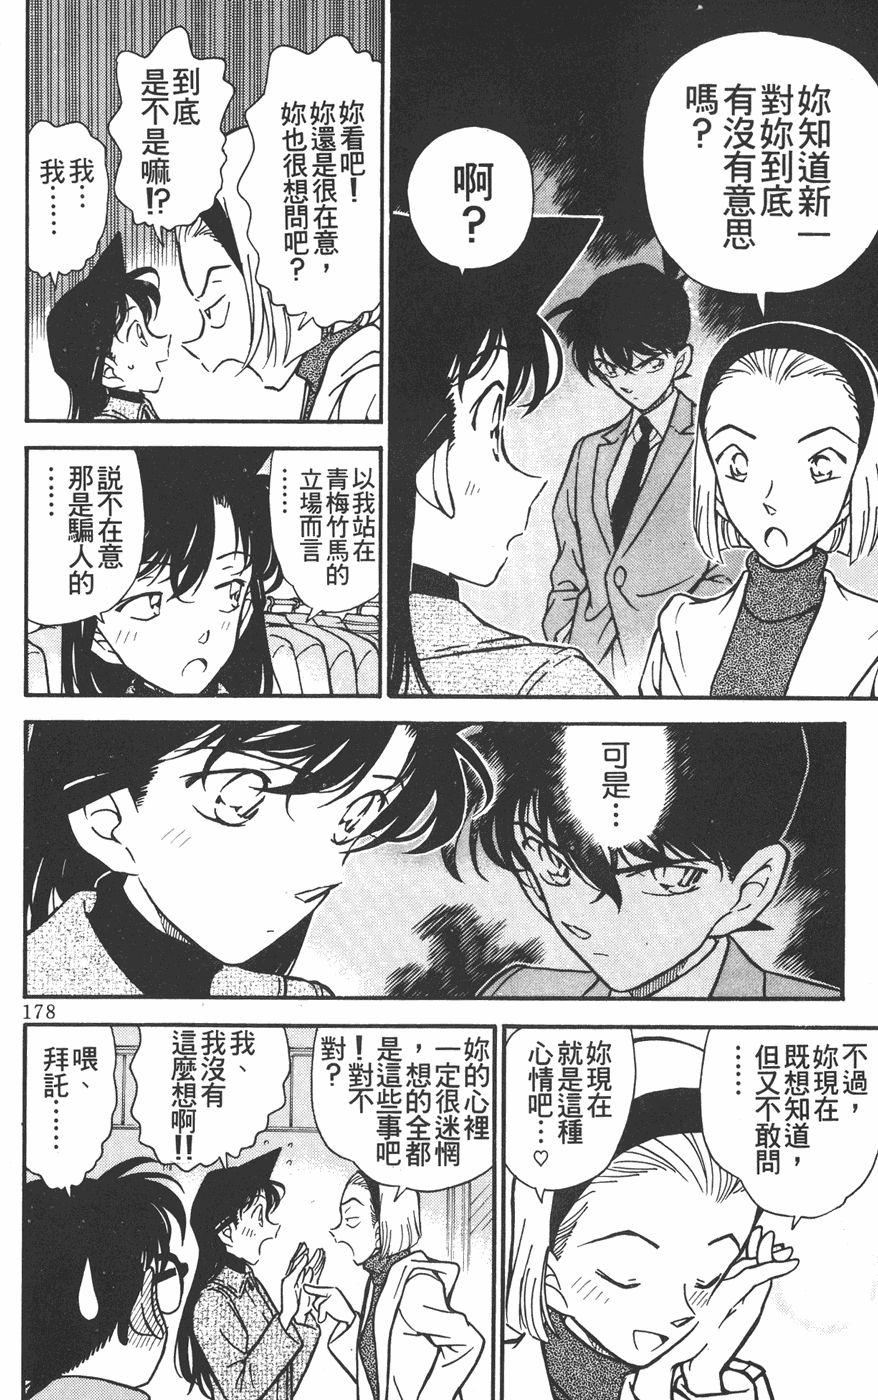 妳知道新一
對妳到底
有沒有意思
嗎？
啊？
妳看吧！
妳還是很在意，
妳也很想問吧？
到底
是不是嘛！？
我…
我……
以我站在
青梅竹馬的
立場而言
……
說不在意
那是騙人的
……
可是…
178
不過，
妳現在
既想知道，
但又不敢問
……
妳現在
就是這種
心情吧…♡
妳的心裡
一定很迷惘
，想的全都
是這些事吧
！對不
對？
我、
我沒有
這麼想啊！！
喂、
拜託……